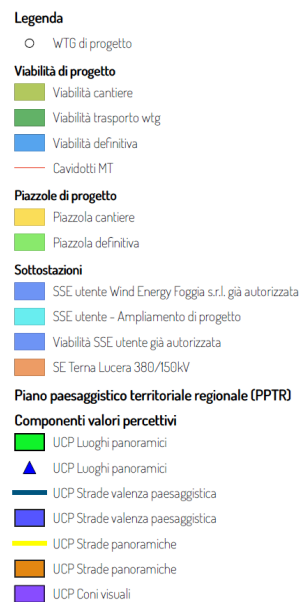 Legenda
WTG di progetto
Viabilità di progetto
Viabilità cantiere
Viabilità trasporto wtg
Viabilità definitiva
Cavidotti MT
Piazzole di progetto
Piazzola cantiere
Piazzola definitiva
Sottostazioni
SSE utente Wind Energy Foggia s.r.l. già autorizzata
SSE utente - Ampliamento di progetto
Viabilità SSE utente già autorizzata
SE Terna Lucera 380/150kV
Piano paesaggistico territoriale regionale (PPTR)
Componenti valori percettivi
UCP Luoghi panoramici
UCP Luoghi panoramici
UCP Strade valenza paesaggistica
UCP Strade valenza paesaggistica
UCP Strade panoramiche
UCP Strade panoramiche
UCP Coni visuali